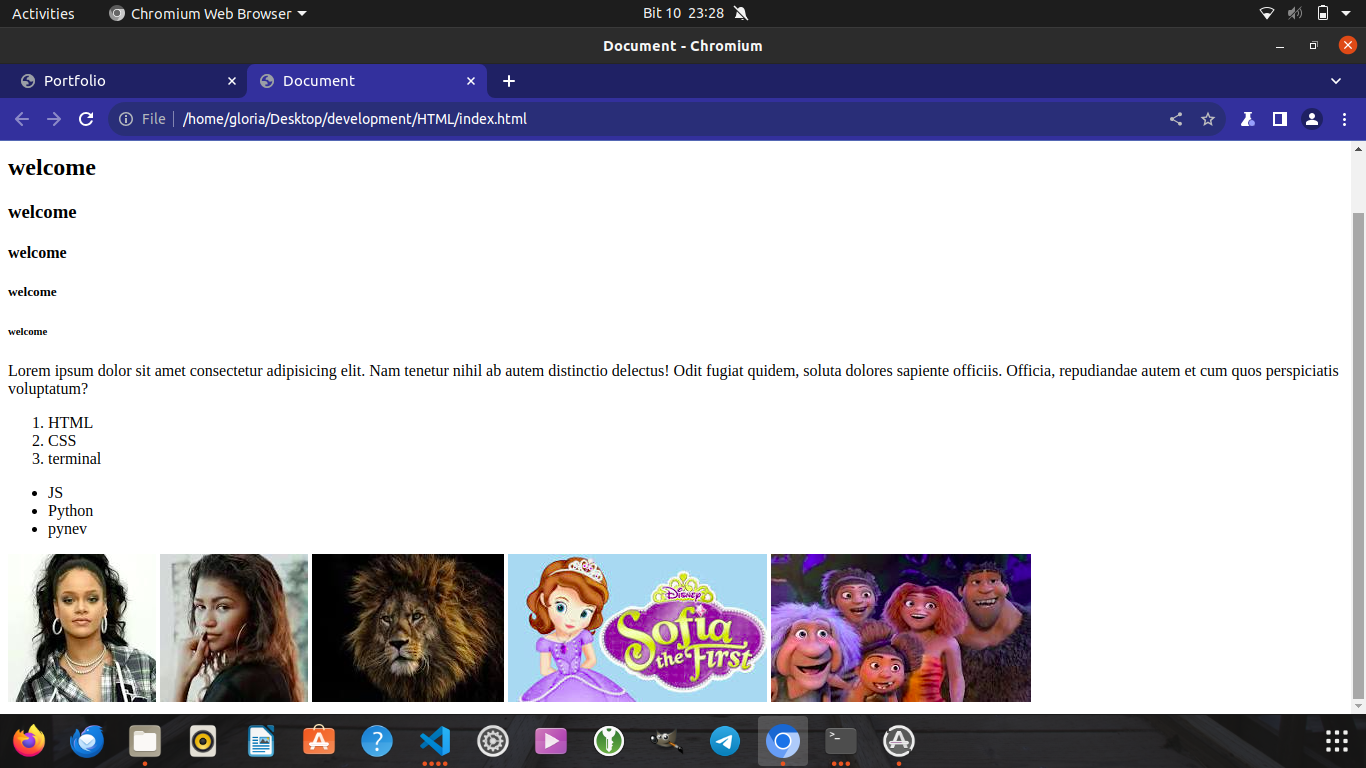 Activities
Chromium Web Browser
Bit 10 23:28
Document - Chromium
Portfolio
Document
File
/home/gloria/Desktop/development/HTML/index.html
welcome
welcome
welcome
welcome
welcome
Lorem ipsum dolor sit amet consectetur adipisicing elit. Nam tenetur nihil ab autem distinctio delectus! Odit fugiat quidem, soluta dolores sapiente officiis. Officia, repudiandae autem et cum quos perspiciatis
voluptatum?
1. HTML
2. CSS
3. terminal
• JS
• Python
• pynev
Disney
Sofia
the First